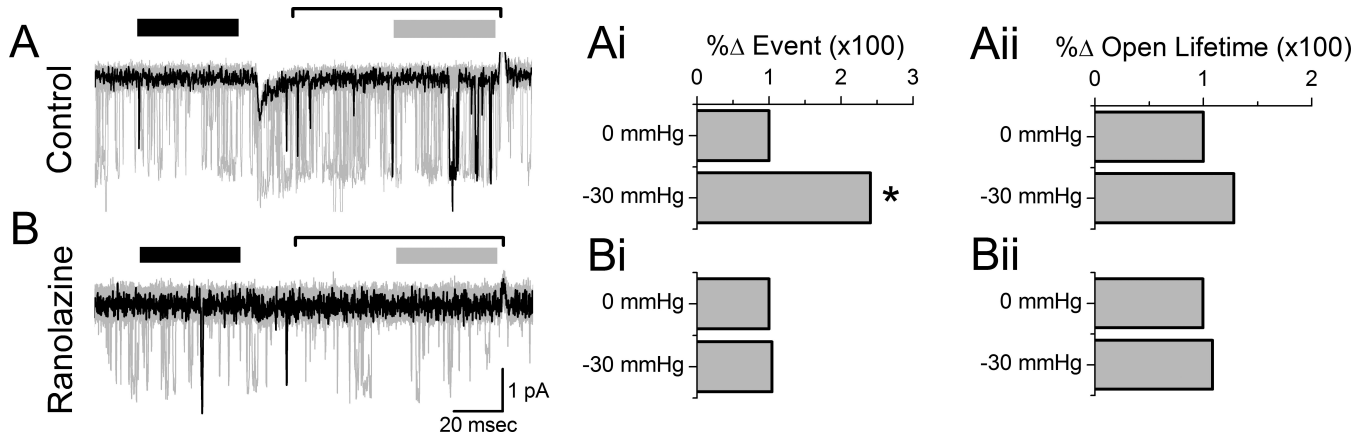 A
Control
Ai
%Δ Event (x100)
0 1 2 3
0 mmHg
-30 mmHg
*
Aii
%Δ Open Lifetime (x100)
0 1 2
0 mmHg
-30 mmHg
B
Ranolazine
1 pA
20 msec
Bi
0 mmHg
-30 mmHg
Bii
0 mmHg
-30 mmHg